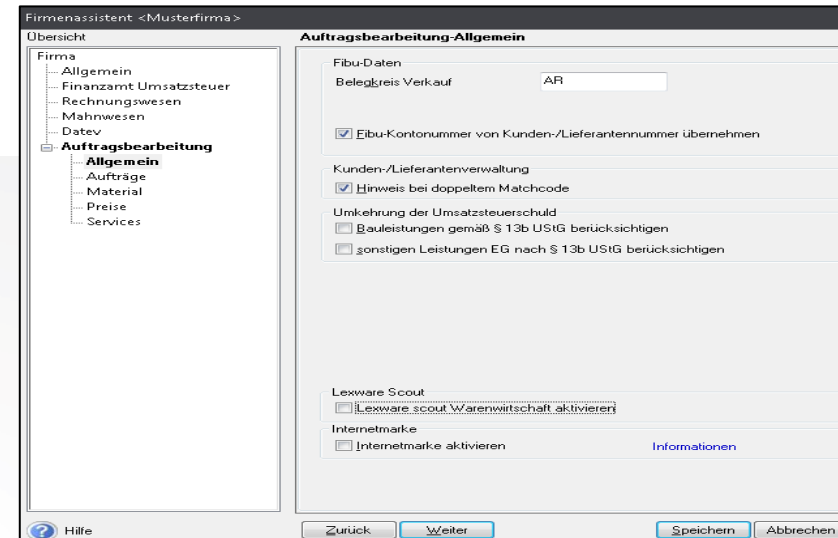 Firmenassistent <Musterfirma>
Übersicht
Firma
Allgemein
Finanzamt Umsatzsteuer
Rechnungswesen
Mahnwesen
Datev
Auftragsbearbeitung
Allgemein
Aufträge
Material
Preise
Services
Auftragsbearbeitung-Allgemein
Fibu-Daten
Belegkreis Verkauf AR
Fibu-Kontonummer von Kunden-/Lieferantennummer übernehmen
Kunden-/Lieferantenverwaltung
Hinweis bei doppeltem Matchcode
Umkehrung der Umsatzsteuerschuld
Bauleistungen gemäß § 13b UStG berücksichtigen
sonstigen Leistungen EG nach § 13b UStG berücksichtigen
Lexware Scout
Lexware scout Warenwirtschaft aktivieren
Internetmarke
Internetmarke aktivieren Informationen
Hilfe Zurück Weiter Speichern Abbrechen